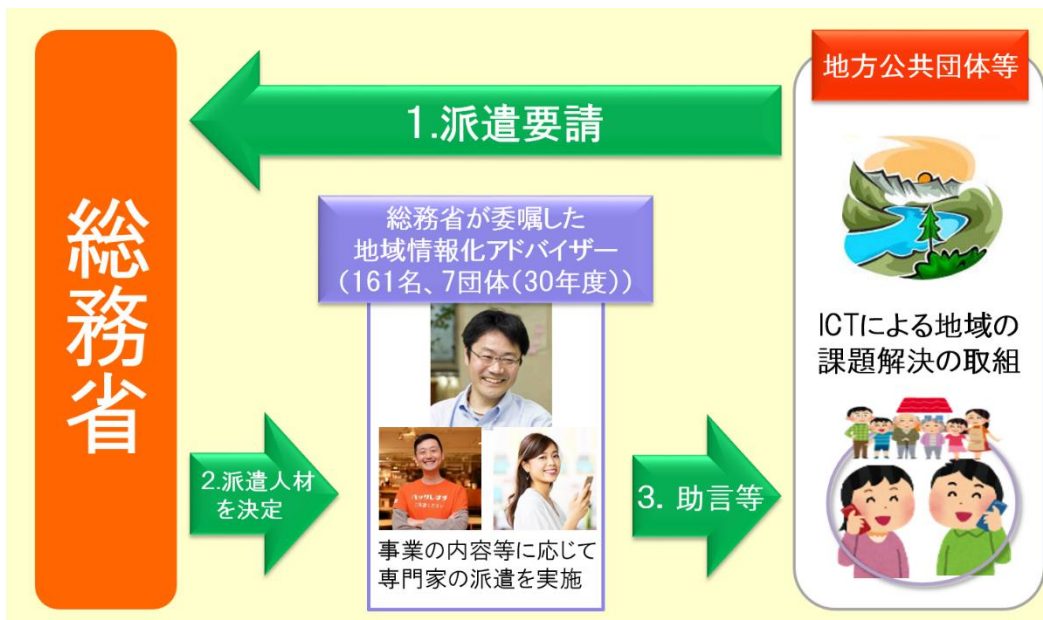 総務省
1.派遣要請
地方公共団体等
総務省が委嘱した
地域情報化アドバイザー
(161名、7団体(30年度))
2.派遣人材
を決定
事業の内容等に応じて
専門家の派遣を実施
3. 助言等
ICTによる地域の
課題解決の取組